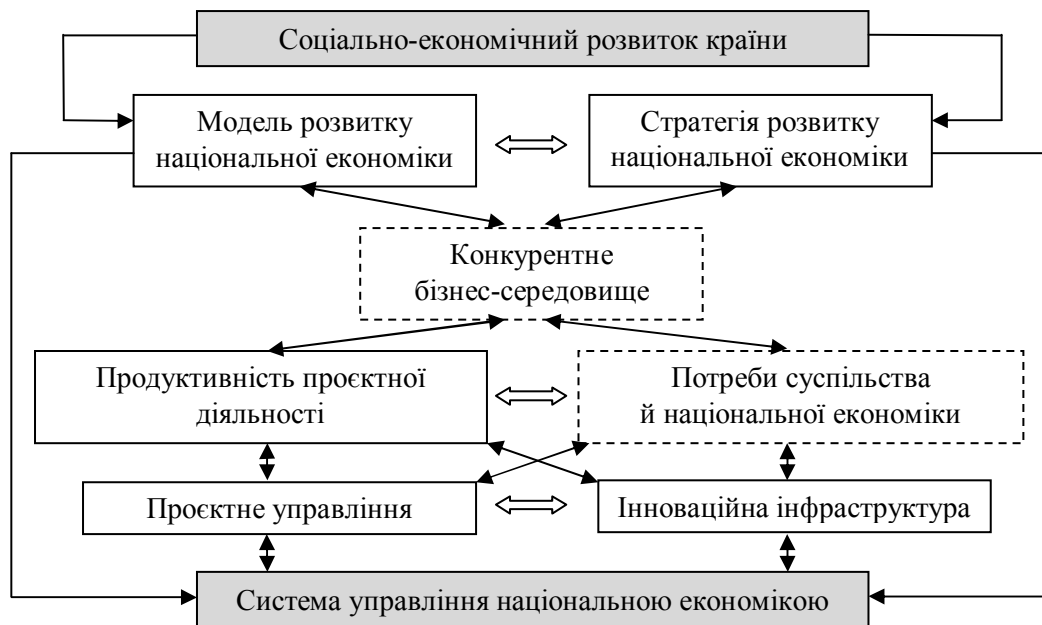 Соціально-економічний розвиток країни
Модель розвитку
національної економіки
Стратегія розвитку
національної економіки
Конкурентне
бізнес-середовище
Продуктивність проєктної
діяльності
Потреби суспільства
й національної економіки
Проєктне управління
Інноваційна інфраструктура
Система управління національною економікою